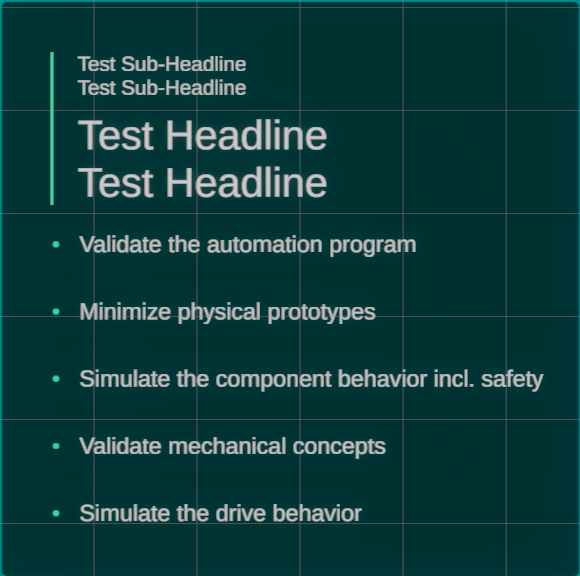 Test Sub-Headline
Test Sub-Headline
Test Headline
Test Headline
• Validate the automation program
• Minimize physical prototypes
• Simulate the component behavior incl. safety
• Validate mechanical concepts
• Simulate the drive behavior